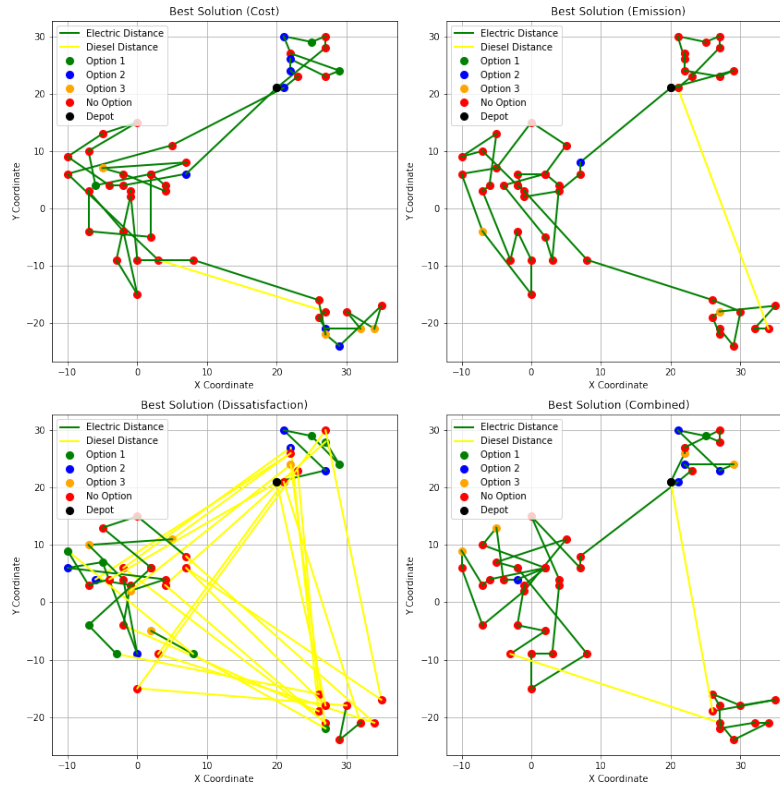 Best Solution (Cost)
Electric Distance
Diesel Distance
Option 1
Option 2
Option 3
No Option
Depot
30
20
10
0
−10
−20
Y Coordinate
−10 0 10 20 30
X Coordinate
Best Solution (Emission)
Electric Distance
Diesel Distance
Option 1
Option 2
Option 3
No Option
Depot
30
20
10
0
−10
−20
Y Coordinate
−10 0 10 20 30
X Coordinate
Best Solution (Dissatisfaction)
Electric Distance
Diesel Distance
Option 1
Option 2
Option 3
No Option
Depot
30
20
10
0
−10
−20
Y Coordinate
−10 0 10 20 30
X Coordinate
Best Solution (Combined)
Electric Distance
Diesel Distance
Option 1
Option 2
Option 3
No Option
Depot
30
20
10
0
−10
−20
Y Coordinate
−10 0 10 20 30
X Coordinate